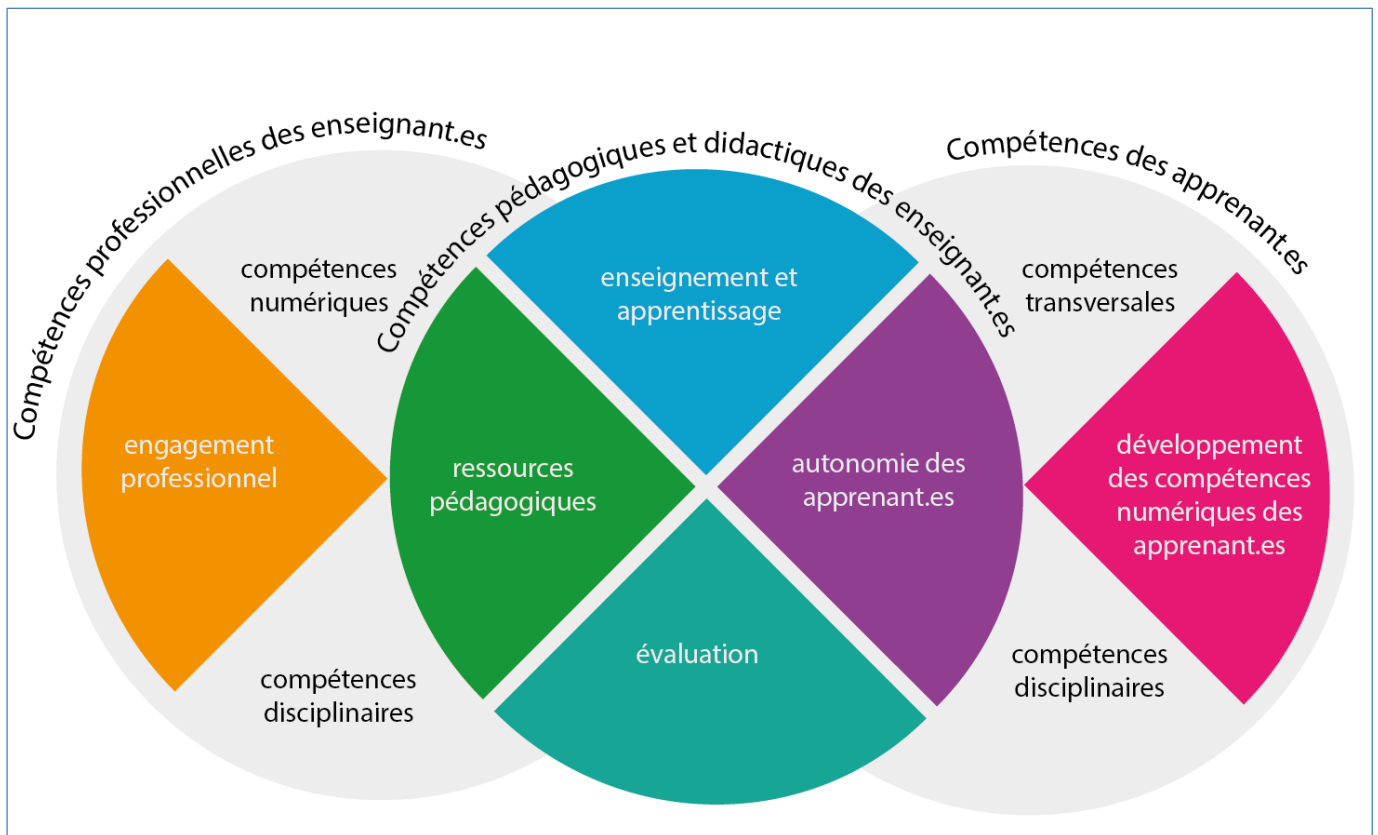 Compétences professionnelles des enseignant.es
Compétences pédagogiques et didactiques des enseignant.es
Compétences des apprenant.es
compétences
numériques
engagement
professionnel
compétences
disciplinaires
ressources
pédagogiques
enseignement et
apprentissage
autonomie des
apprenant.es
évaluation
compétences
transversales
développement
des compétences
numériques des
apprenant.es
compétences
disciplinaires